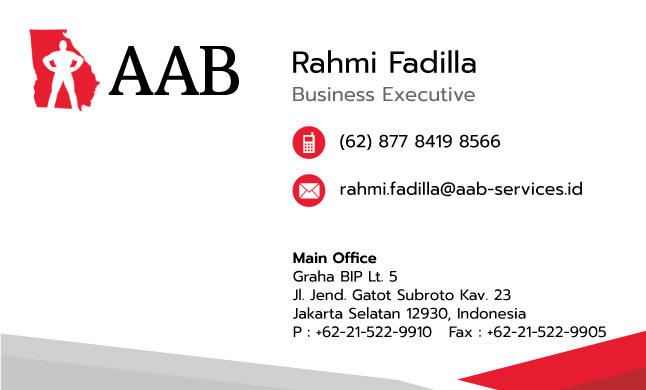 AAB
Rahmi Fadilla
Business Executive
(62) 877 8419 8566
rahmi.fadilla@aab-services.id
Main Office
Graha BIP Lt. 5
Jl. Jend. Gatot Subroto Kav. 23
Jakarta Selatan 12930, Indonesia
P : +62-21-522-9910 Fax : +62-21-522-9905